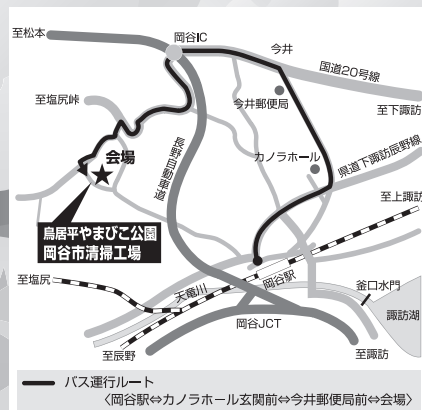 至松本
岡谷IC
今井
国道20号線
今井郵便局
至塩尻峠
至下諏訪
長野自動車道
カノラホール
会場
県道下諏訪辰野線
鳥居平やまびこ公園
岡谷市清掃工場
至上諏訪
岡谷駅
至塩尻
天竜川
釜口水門
諏訪湖
岡谷JCT
至辰野
至諏訪
バス運行ルート
〈岡谷駅⇔カノラホール玄関前⇔今井郵便局前⇔会場〉